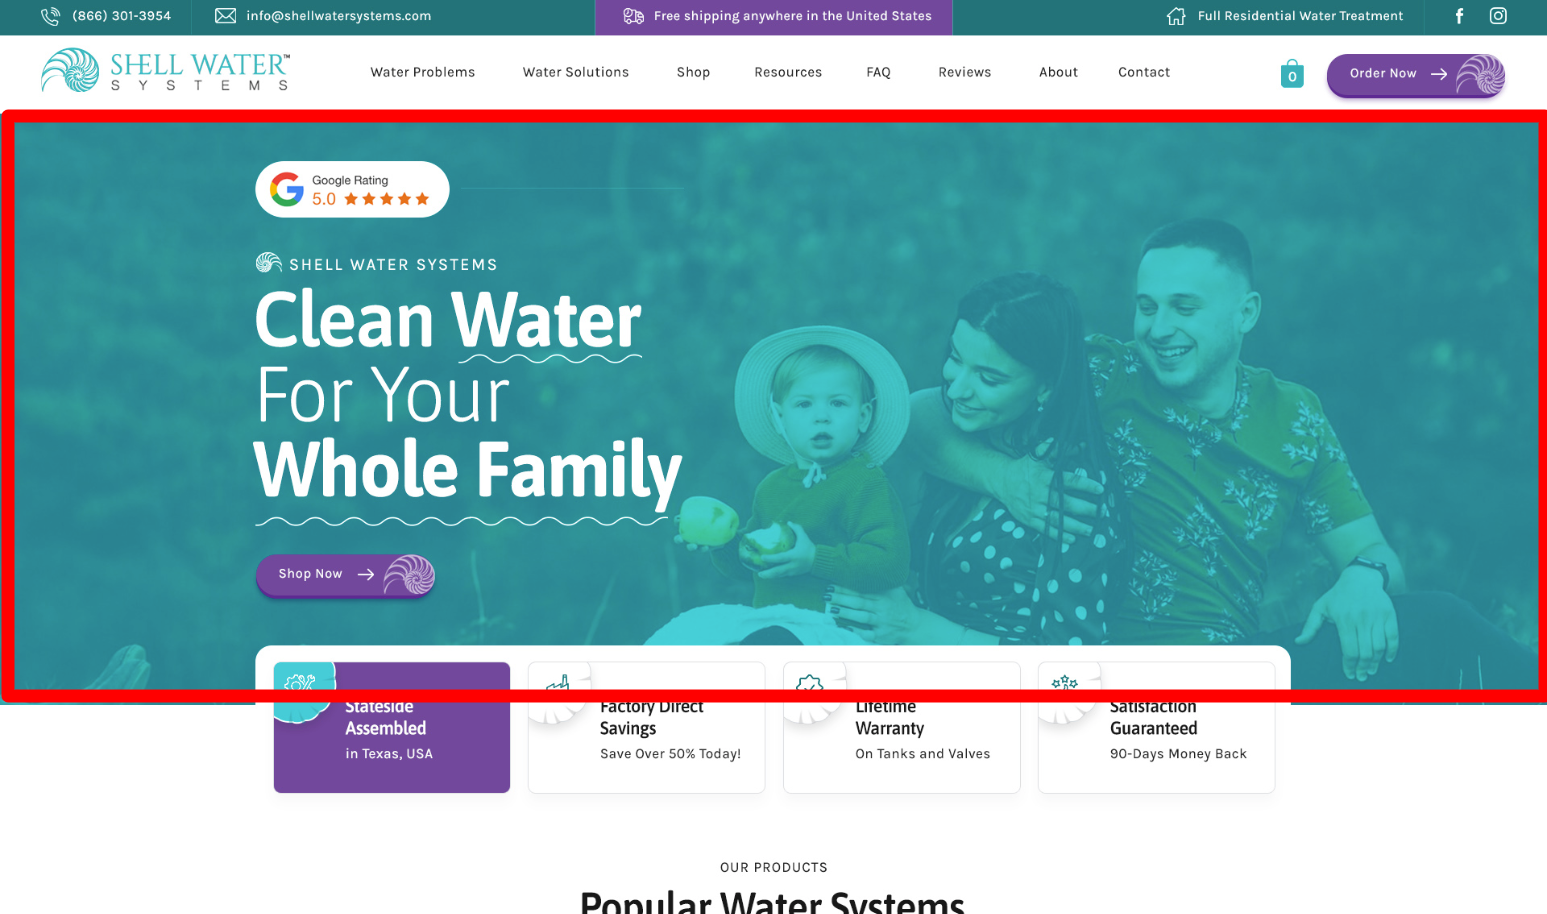 (866) 301-3954
info@shellwatersystems.com
Free shipping anywhere in the United States
Full Residential Water Treatment
SHELL WATER™
SYSTEMS
Water Problems
Water Solutions
Shop
Resources
FAQ
Reviews
About
Contact
0
Order Now
Google Rating
5.0
SHELL WATER SYSTEMS
Clean Water
For Your
Whole Family
Shop Now
Stateside
Assembled
in Texas, USA
Factory Direct
Savings
Save Over 50% Today!
Lifetime
Warranty
On Tanks and Valves
Satisfaction
Guaranteed
90-Days Money Back
OUR PRODUCTS
Popular Water Systems